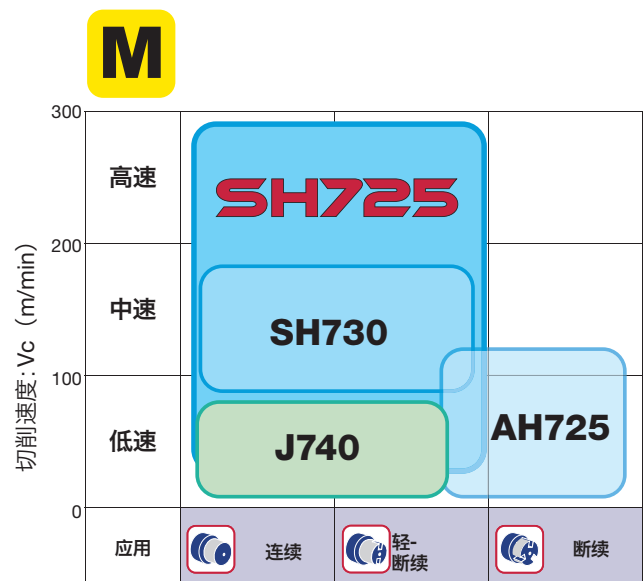 M
300
高速
SH725
200
中速
SH730
100
AH725
低速
J740
0
切削速度: Vc（m/min）
应用
连续
轻-
断续
断续